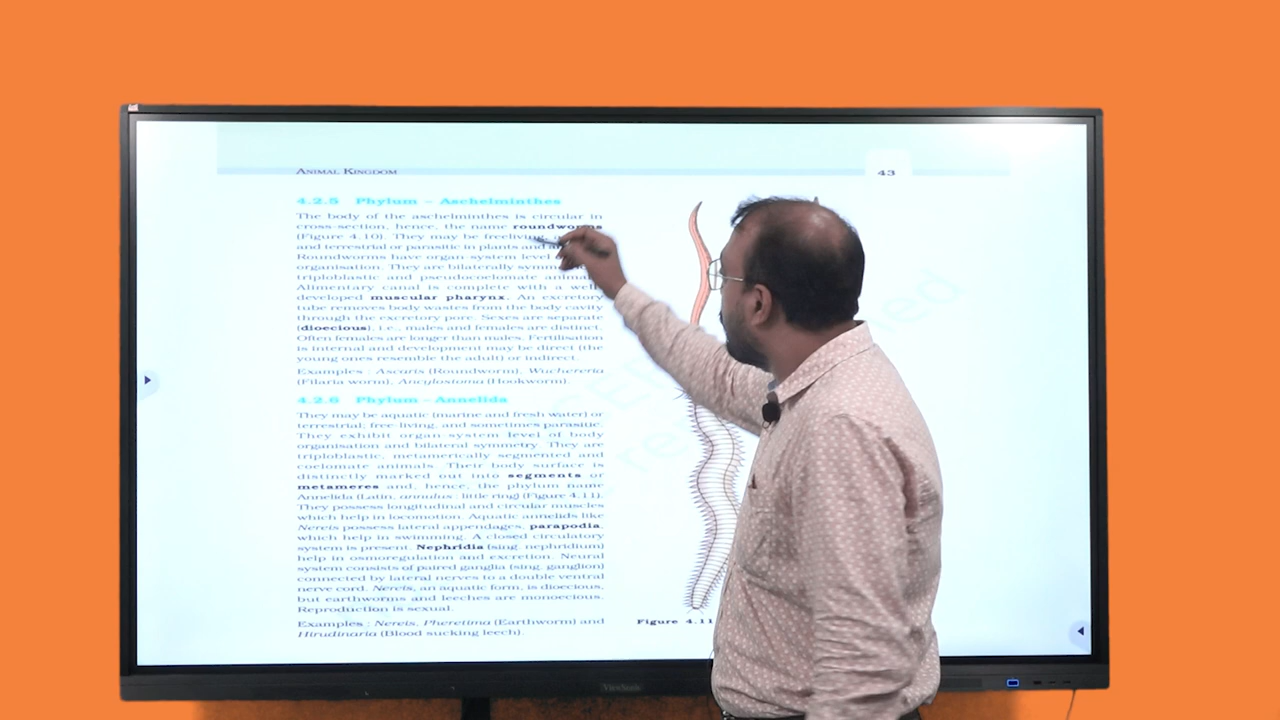 ANIMAL KINGDOM
43
4.2.5 Phylum – Aschelminthes
The body of the aschelminthes is circular in
cross-section, hence, the name roundworms
(Figure 4.10). They may be freeliving,
and terrestrial or parasitic in plants and
Roundworms have organ-system level
organisation. They are bilaterally
triploblastic and pseudocoelomate
Alimentary canal is complete with a well
developed muscular pharynx. An excretory
tube removes body wastes from the body cavity
through the excretory pore. Sexes are separate
(dioecious), i.e., males and females are distinct.
Often females are longer than males. Fertilisation
is internal and development may be direct (the
young ones resemble the adult) or indirect.
Examples : Ascaris (Roundworm), Wuchereria
(Filaria worm), Ancylostoma (Hookworm).
4.2.6 Phylum – Annelida
They may be aquatic (marine and fresh water) or
terrestrial; free-living, and sometimes parasitic.
They exhibit organ-system level of body
organisation and bilateral symmetry. They are
triploblastic, metamerically segmented and
coelomate animals. Their body surface is
distinctly marked out into segments or
metameres and, hence, the phylum name
Annelida (Latin, annulus : little ring) (Figure 4.11).
They possess longitudinal and circular muscles
which help in locomotion. Aquatic annelids like
Nereis possess lateral appendages, parapodia,
which help in swimming. A closed circulatory
system is present. Nephridia (sing. nephridium)
help in osmoregulation and excretion. Neural
system consists of paired ganglia (sing. ganglion)
connected by lateral nerves to a double ventral
nerve cord. Nereis, an aquatic form, is dioecious,
but earthworms and leeches are monoecious.
Reproduction is sexual.
Examples : Nereis, Pheretima (Earthworm) and
Hirudinaria (Blood sucking leech).
Figure 4.11
ViewSonic